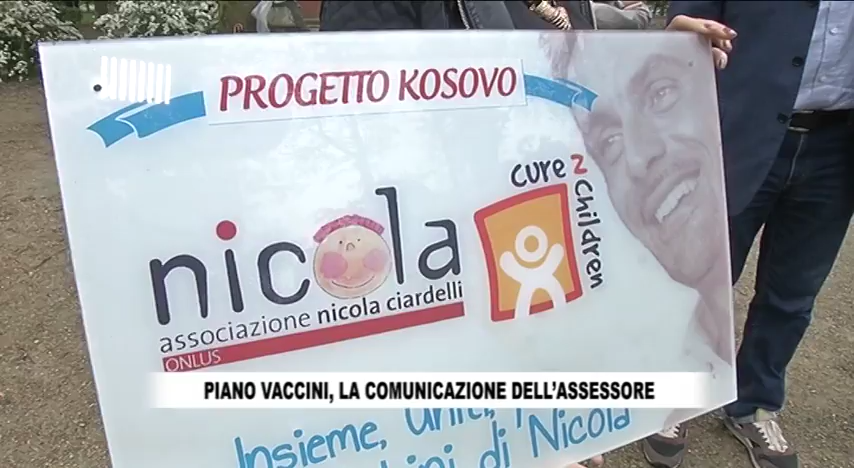 PROGETTO KOSOVO
cure 2 children
nicola
associazione nicola ciardelli
ONLUS
PIANO VACCINI, LA COMUNICAZIONE DELL'ASSESSORE
Insieme, uniti,
di Nicola